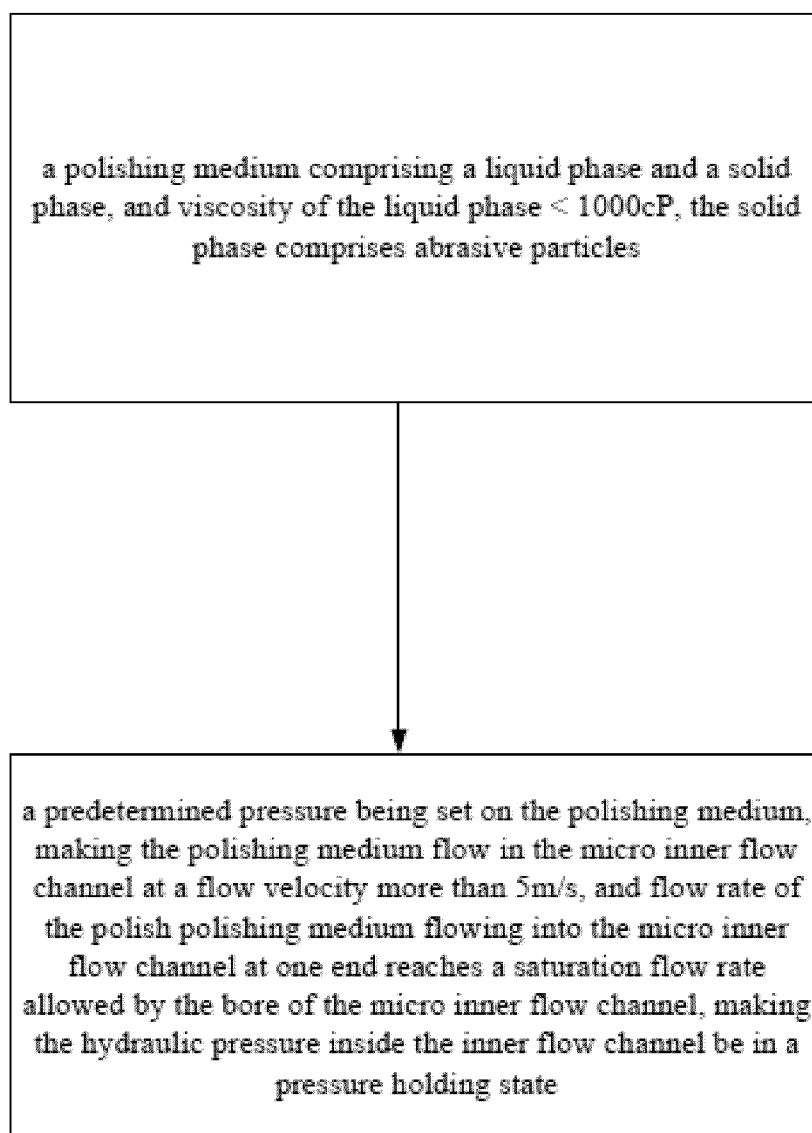 a polishing medium comprising a liquid phase and a solid
phase, and viscosity of the liquid phase < 1000cP, the solid
phase comprises abrasive particles
a predetermined pressure being set on the polishing medium,
making the polishing medium flow in the micro inner flow
channel at a flow velocity more than 5m/s, and flow rate of
the polish polishing medium flowing into the micro inner
flow channel at one end reaches a saturation flow rate
allowed by the bore of the micro inner flow channel, making
the hydraulic pressure inside the inner flow channel be in a
pressure holding state